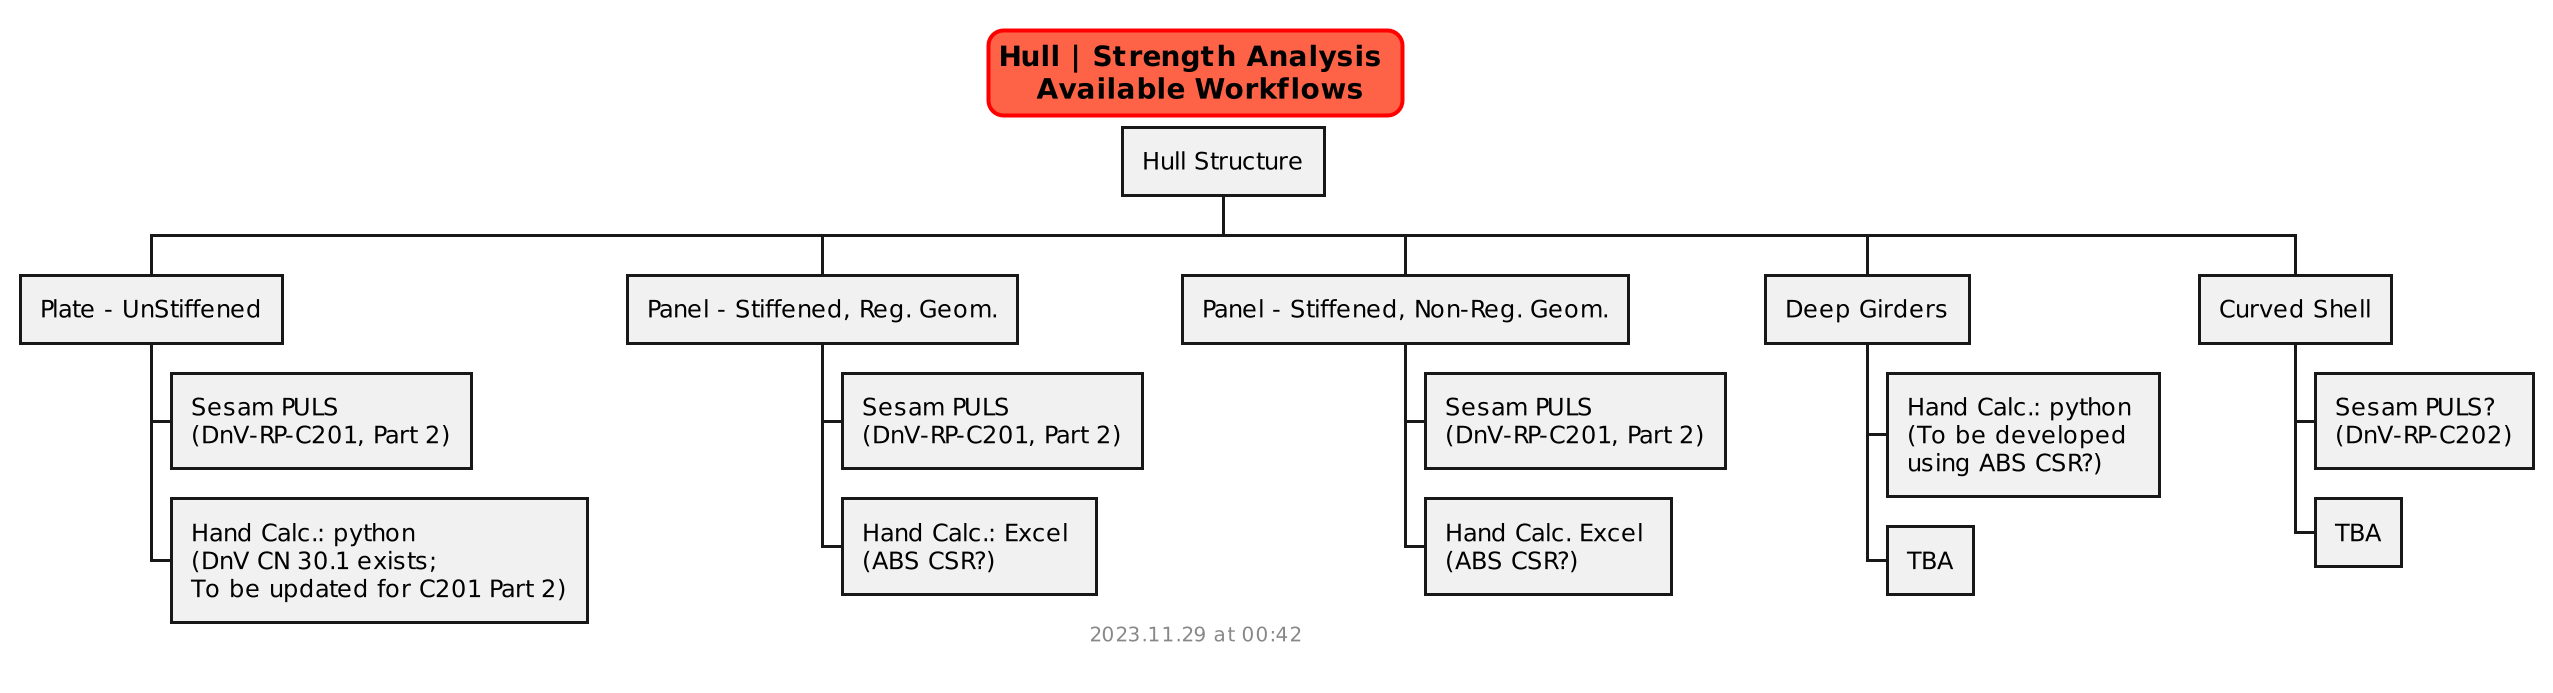 Hull | Strength Analysis
Available Workflows
Hull Structure
Plate - UnStiffened
Sesam PULS
(DnV-RP-C201, Part 2)
Hand Calc.: python
(DnV CN 30.1 exists;
To be updated for C201 Part 2)
Panel - Stiffened, Reg. Geom.
Sesam PULS
(DnV-RP-C201, Part 2)
Hand Calc.: Excel
(ABS CSR?)
Panel - Stiffened, Non-Reg. Geom.
Sesam PULS
(DnV-RP-C201, Part 2)
Hand Calc. Excel
(ABS CSR?)
Deep Girders
Hand Calc.: python
(To be developed
using ABS CSR?)
TBA
Curved Shell
Sesam PULS?
(DnV-RP-C202)
TBA
2023.11.29 at 00:42